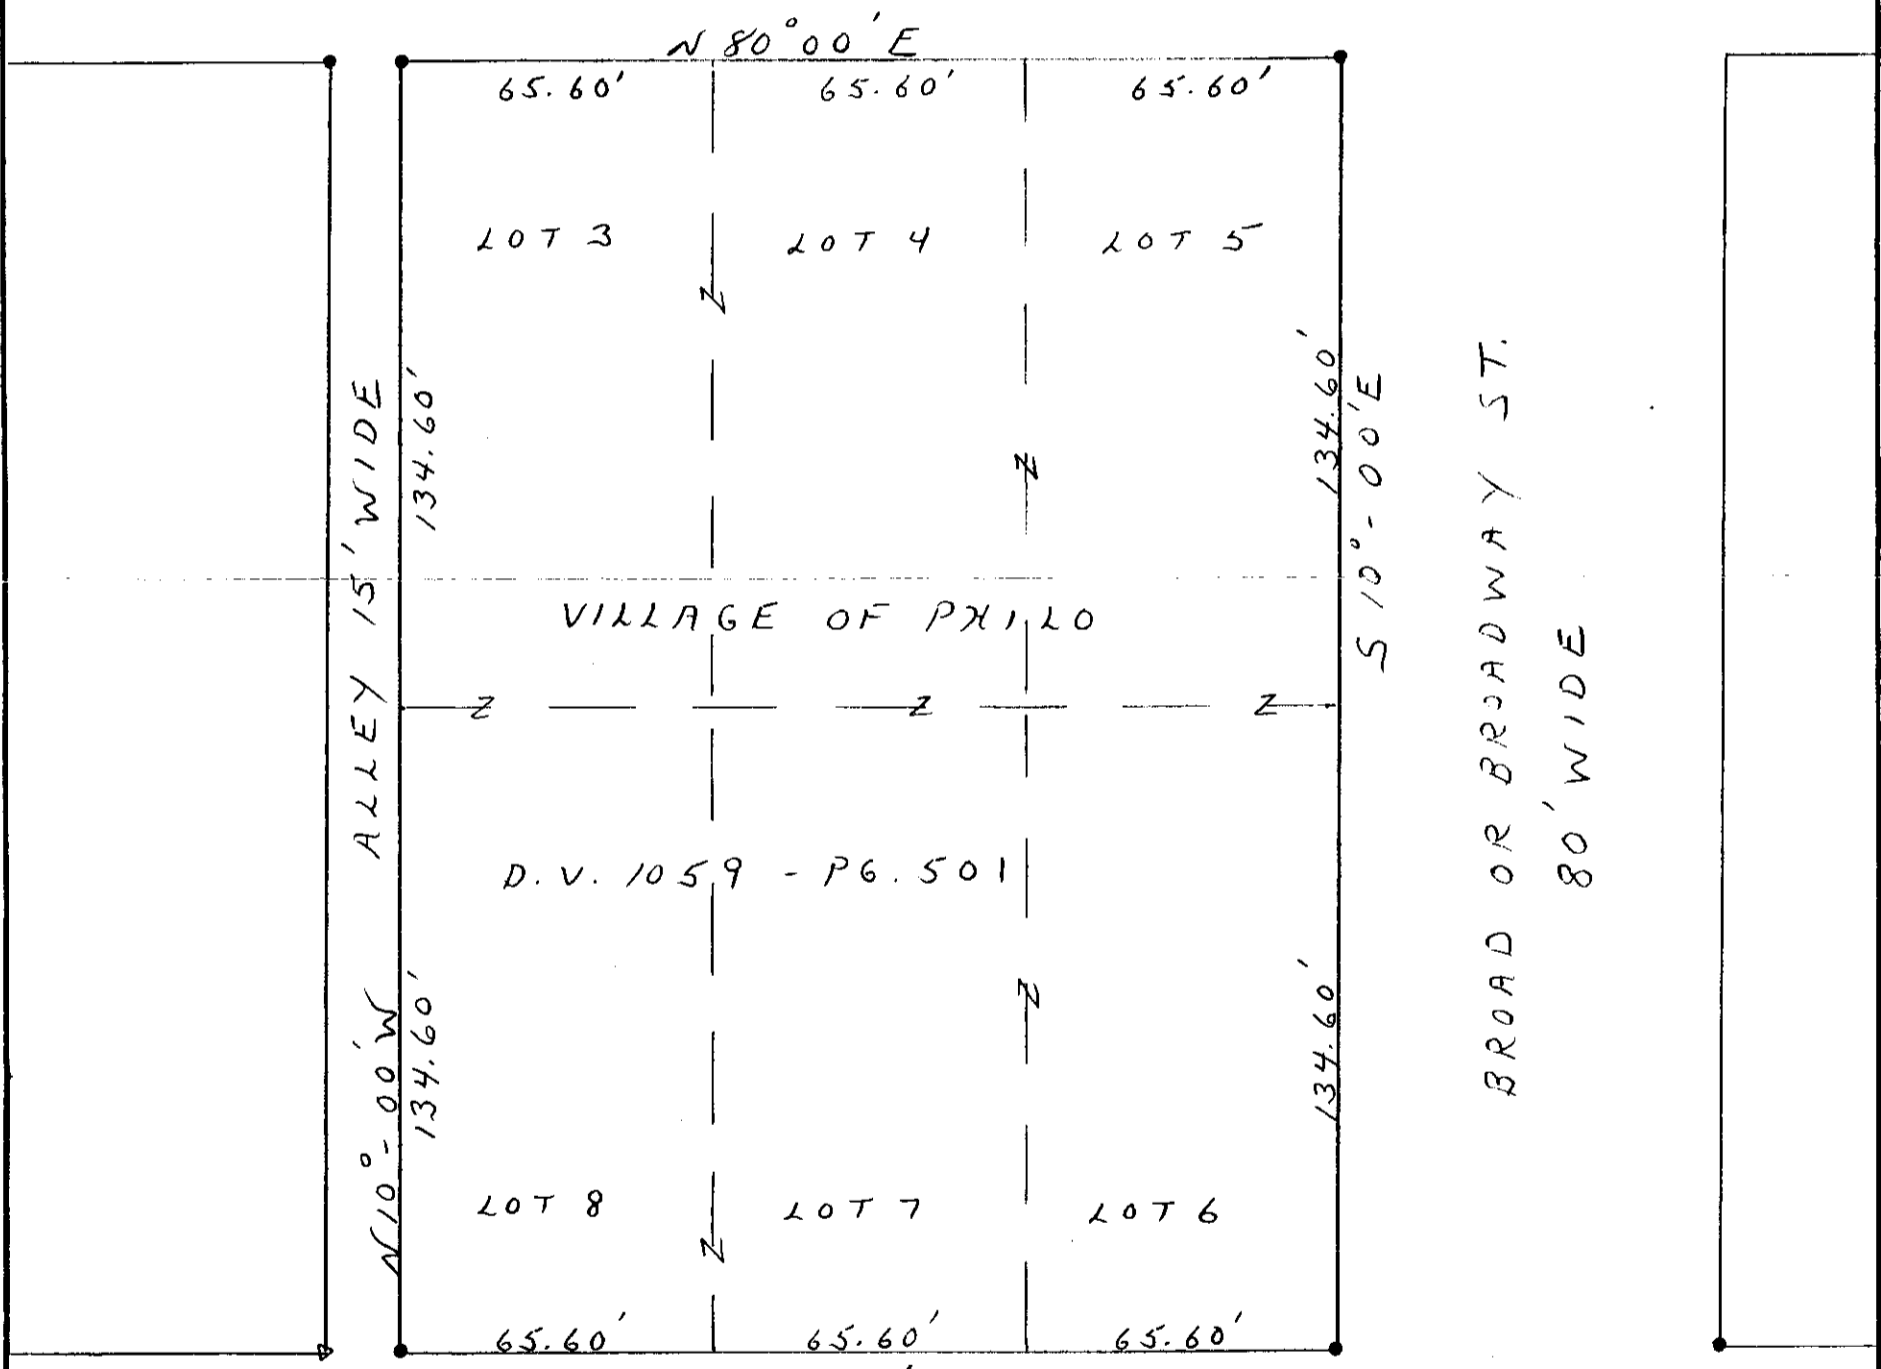 N 80°00'E
65.60' 65.60' 65.60'
LOT 3 LOT 4 LOT 5
ALLEY 15' WIDE
134.60'
134.60'
S 10°-00'E
BROAD OR BROADWAY ST.
80' WIDE
VILLAGE OF PHILO
D.V. 1059 - PG. 501
N 10°-00'W
134.60'
134.60'
LOT 8 LOT 7 LOT 6
65.60' 65.60' 65.60'